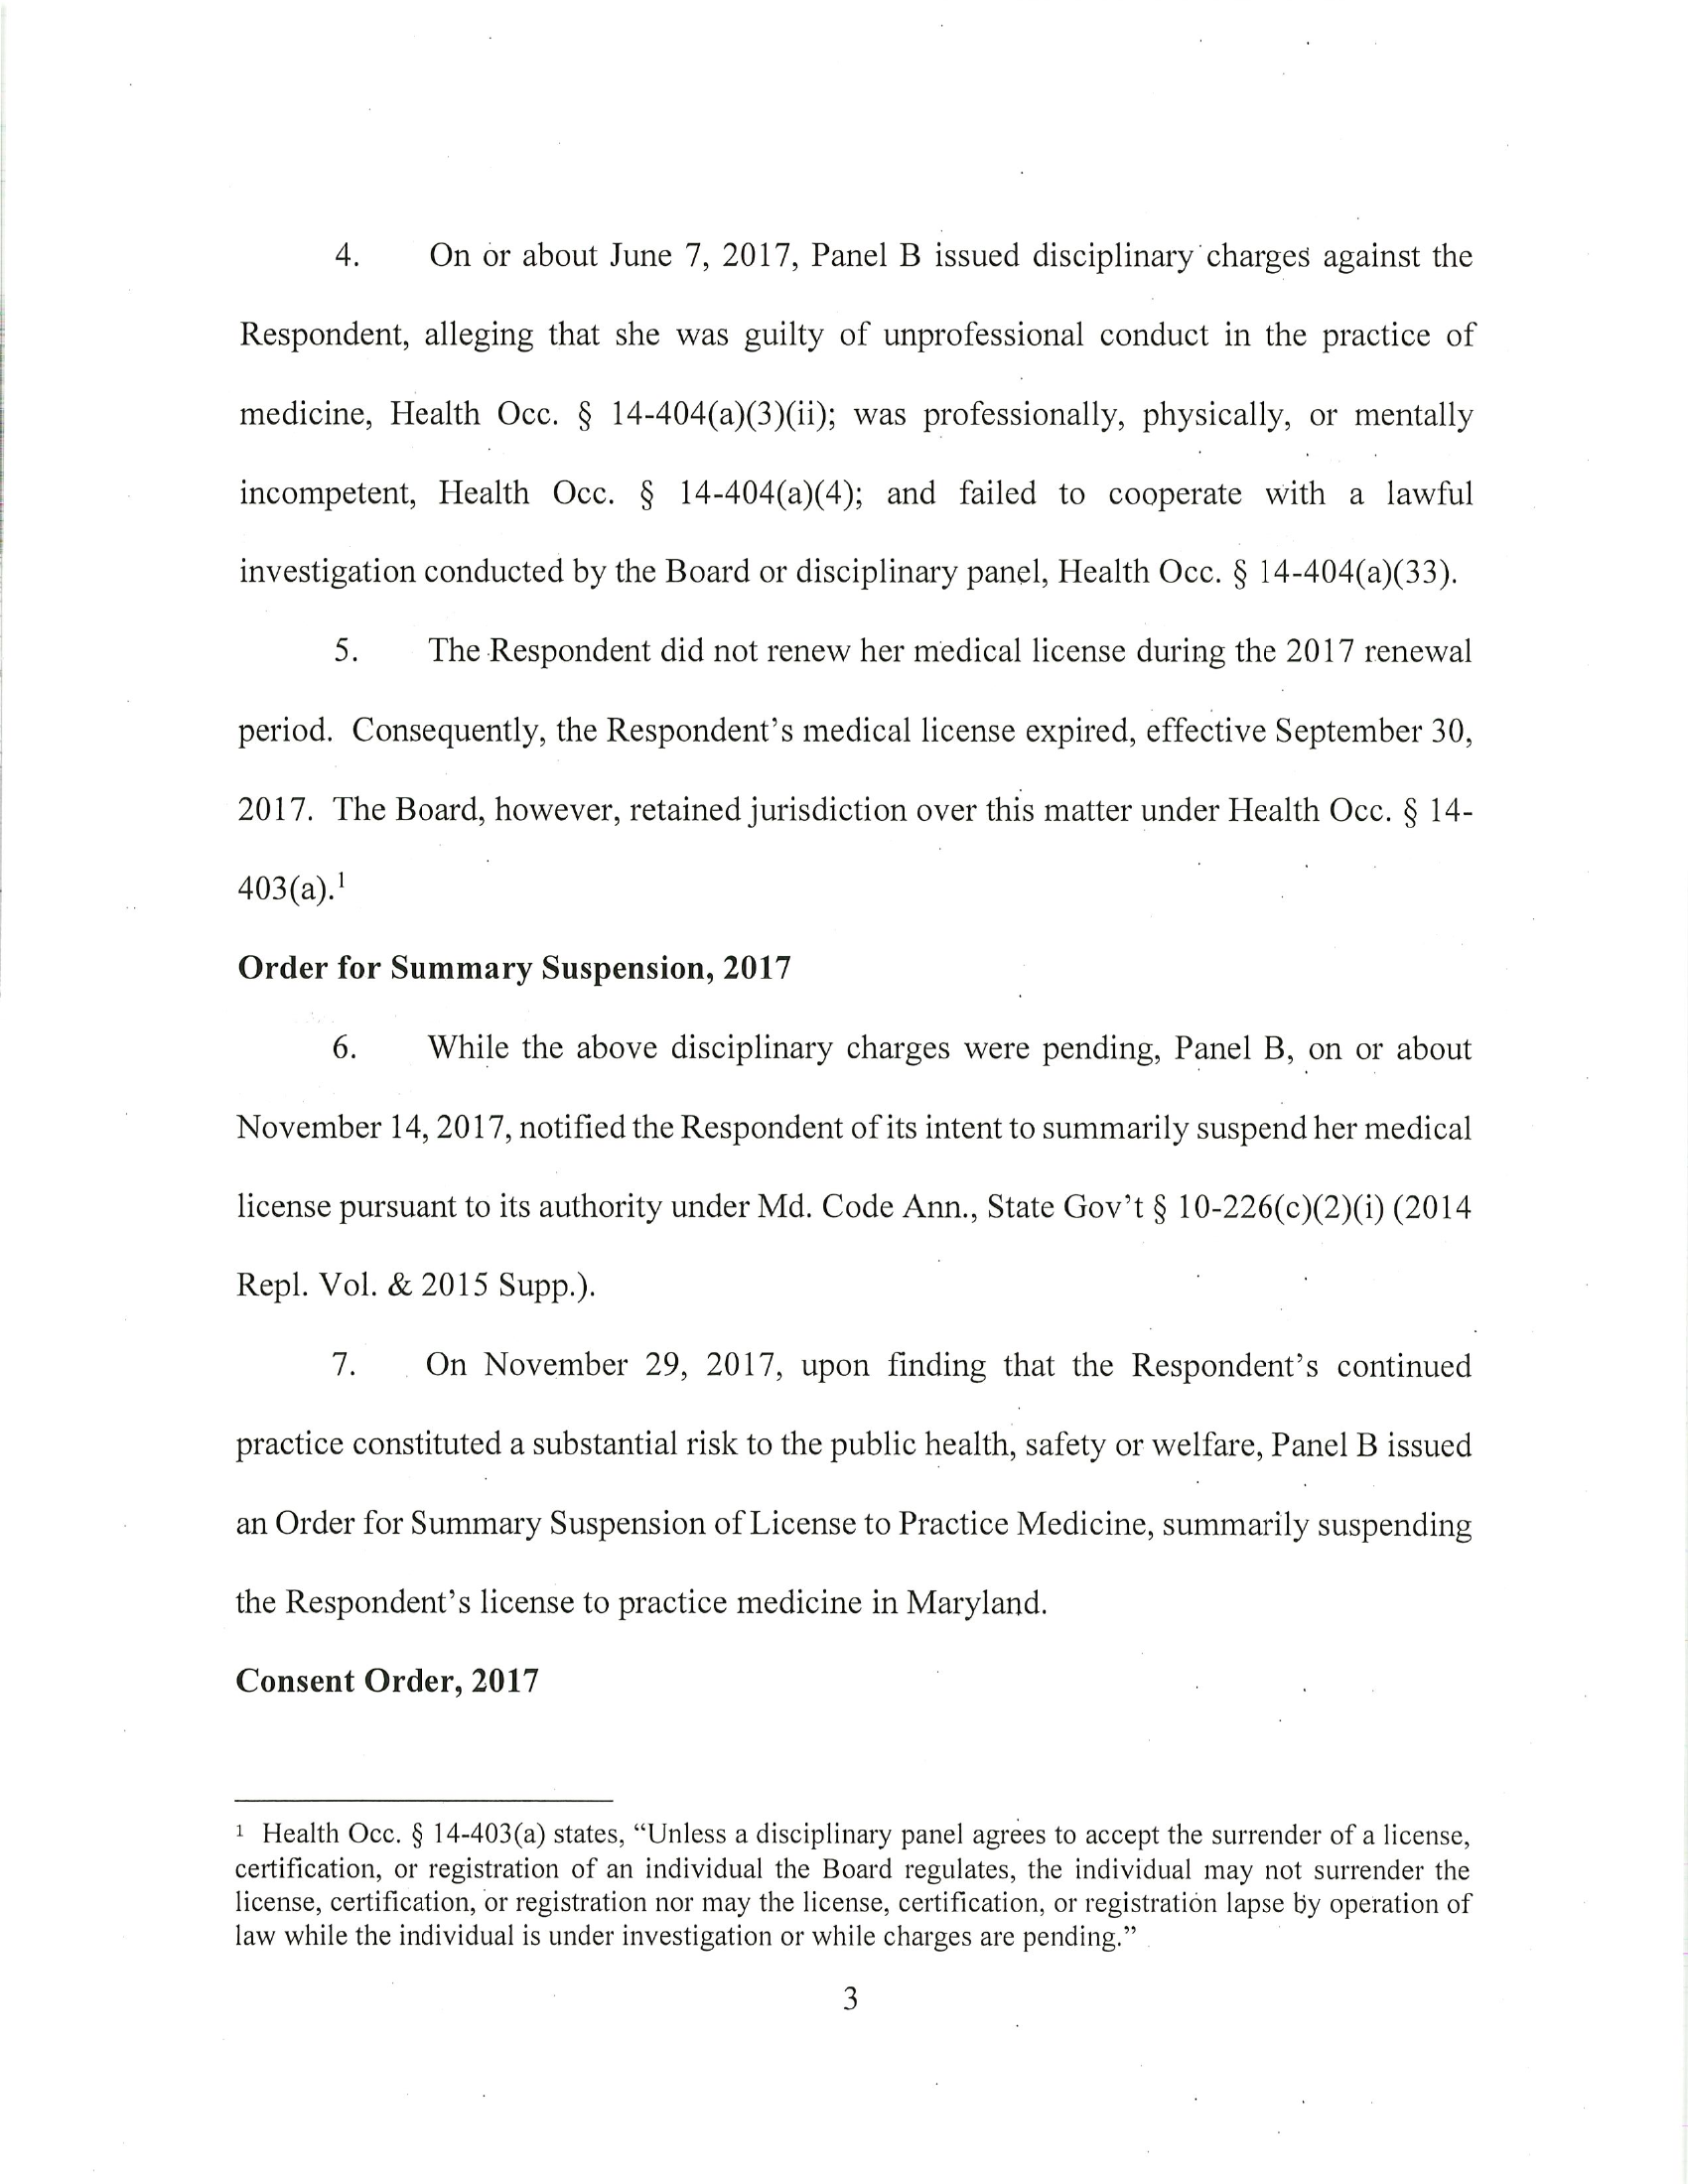 4. On or about June 7, 2017, Panel B issued disciplinary charges against the
Respondent, alleging that she was guilty of unprofessional conduct in the practice of
medicine, Health Occ. § 14-404(a)(3)(ii); was professionally, physically, or mentally
incompetent, Health Occ. § 14-404(a)(4); and failed to cooperate with a lawful
investigation conducted by the Board or disciplinary panel, Health Occ. § 14-404(a)(33).
5. The Respondent did not renew her medical license during the 2017 renewal
period. Consequently, the Respondent’s medical license expired, effective September 30,
2017. The Board, however, retained jurisdiction over this matter under Health Occ. § 14-
403(a).¹
Order for Summary Suspension, 2017
6. While the above disciplinary charges were pending, Panel B, on or about
November 14, 2017, notified the Respondent of its intent to summarily suspend her medical
license pursuant to its authority under Md. Code Ann., State Gov’t § 10-226(c)(2)(i) (2014
Repl. Vol. & 2015 Supp.).
7. On November 29, 2017, upon finding that the Respondent’s continued
practice constituted a substantial risk to the public health, safety or welfare, Panel B issued
an Order for Summary Suspension of License to Practice Medicine, summarily suspending
the Respondent’s license to practice medicine in Maryland.
Consent Order, 2017
¹ Health Occ. § 14-403(a) states, “Unless a disciplinary panel agrees to accept the surrender of a license,
certification, or registration of an individual the Board regulates, the individual may not surrender the
license, certification, or registration nor may the license, certification, or registration lapse by operation of
law while the individual is under investigation or while charges are pending.”
3